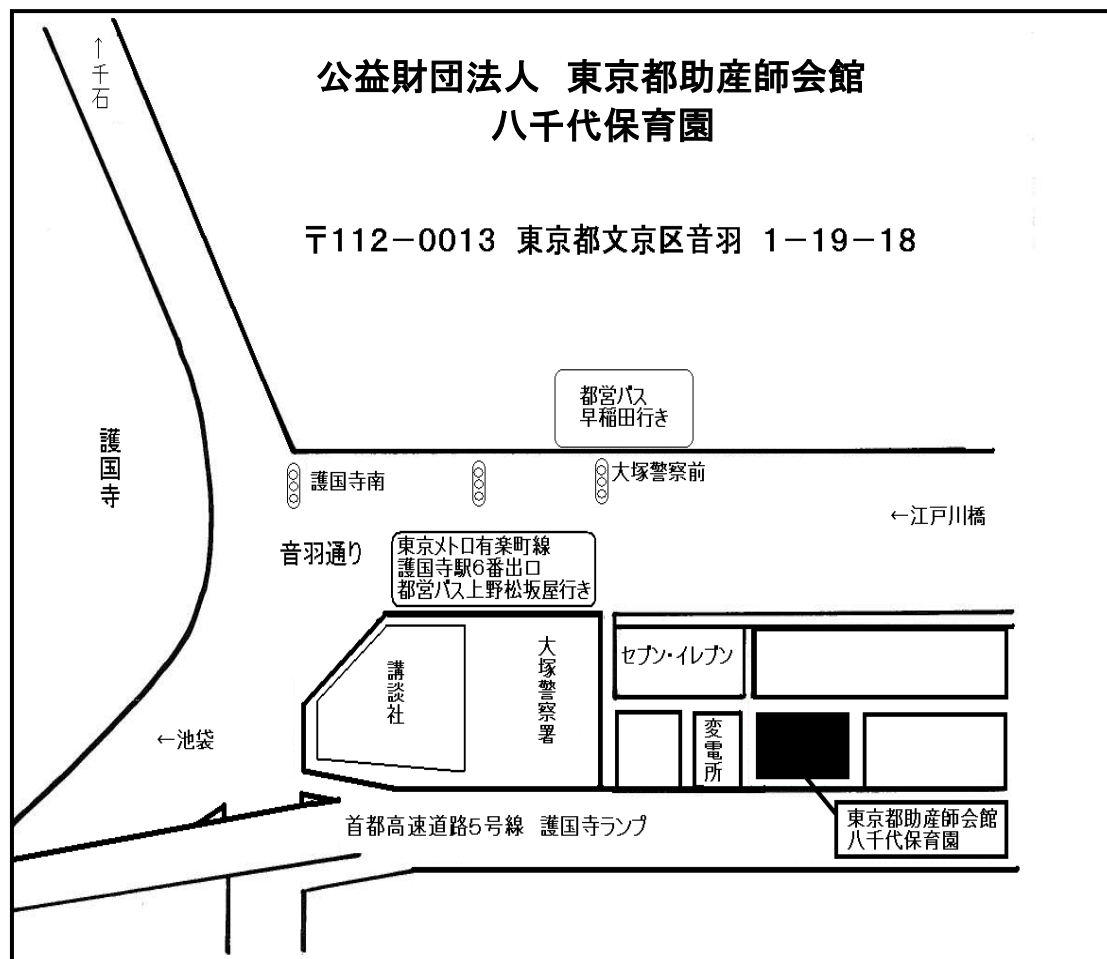 公益財団法人 東京都助産師会館
八千代保育園
〒112-0013 東京都文京区音羽 1-19-18
↑千石
都営バス
早稲田行き
護国寺
護国寺南
大塚警察前
←江戸川橋
音羽通り
東京メトロ有楽町線
護国寺駅6番出口
都営バス上野松坂屋行き
講談社
大塚警察署
セブン・イレブン
変電所
←池袋
首都高速道路5号線 護国寺ランプ
東京都助産師会館
八千代保育園